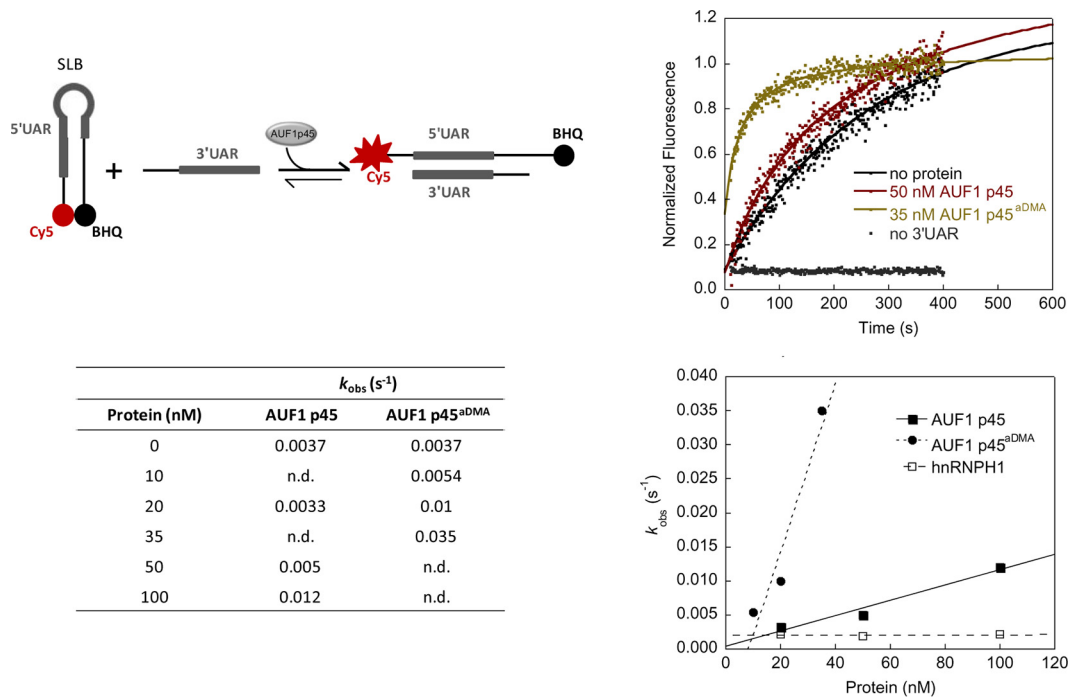 SLB
5'UAR
+
3'UAR
AUF1p45
Cy5
5'UAR
3'UAR
BHQ
Cy5
BHQ
Normalized Fluorescence
1.2
1.0
0.8
0.6
0.4
0.2
0.0
no protein
50 nM AUF1 p45
35 nM AUF1 p45aDMA
no 3'UAR
0 100 200 300 400 500 600
Time (s)
kobs (s-1)
Protein (nM) AUF1 p45 AUF1 p45aDMA
0 0.0037 0.0037
10 n.d. 0.0054
20 0.0033 0.01
35 n.d. 0.035
50 0.005 n.d.
100 0.012 n.d.
kobs (s-1)
0.040
0.035
0.030
0.025
0.020
0.015
0.010
0.005
0.000
AUF1 p45
AUF1 p45aDMA
hnRNPH1
0 20 40 60 80 100 120
Protein (nM)